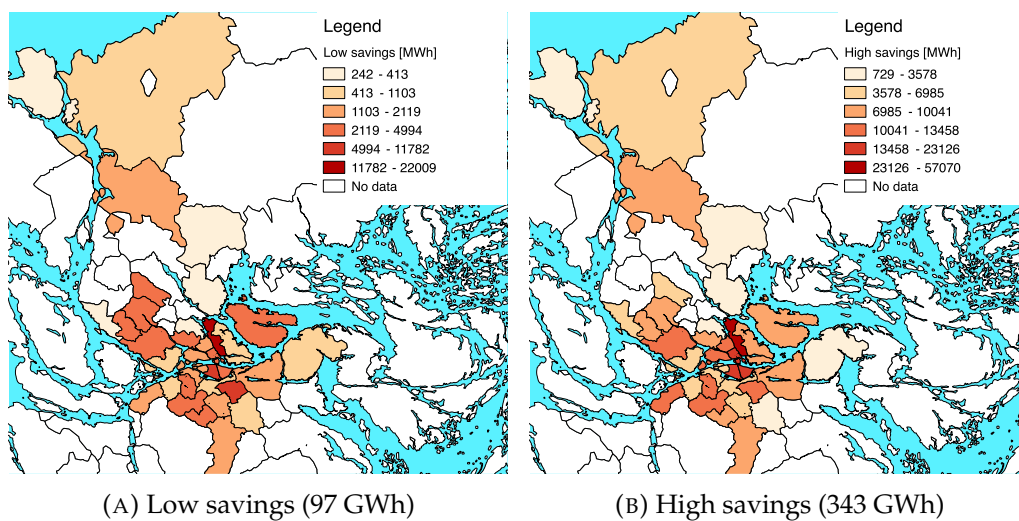 Legend
Low savings [MWh]
242 - 413
413 - 1103
1103 - 2119
2119 - 4994
4994 - 11782
11782 - 22009
No data
Legend
High savings [MWh]
729 - 3578
3578 - 6985
6985 - 10041
10041 - 13458
13458 - 23126
23126 - 57070
No data
(A) Low savings (97 GWh)
(B) High savings (343 GWh)